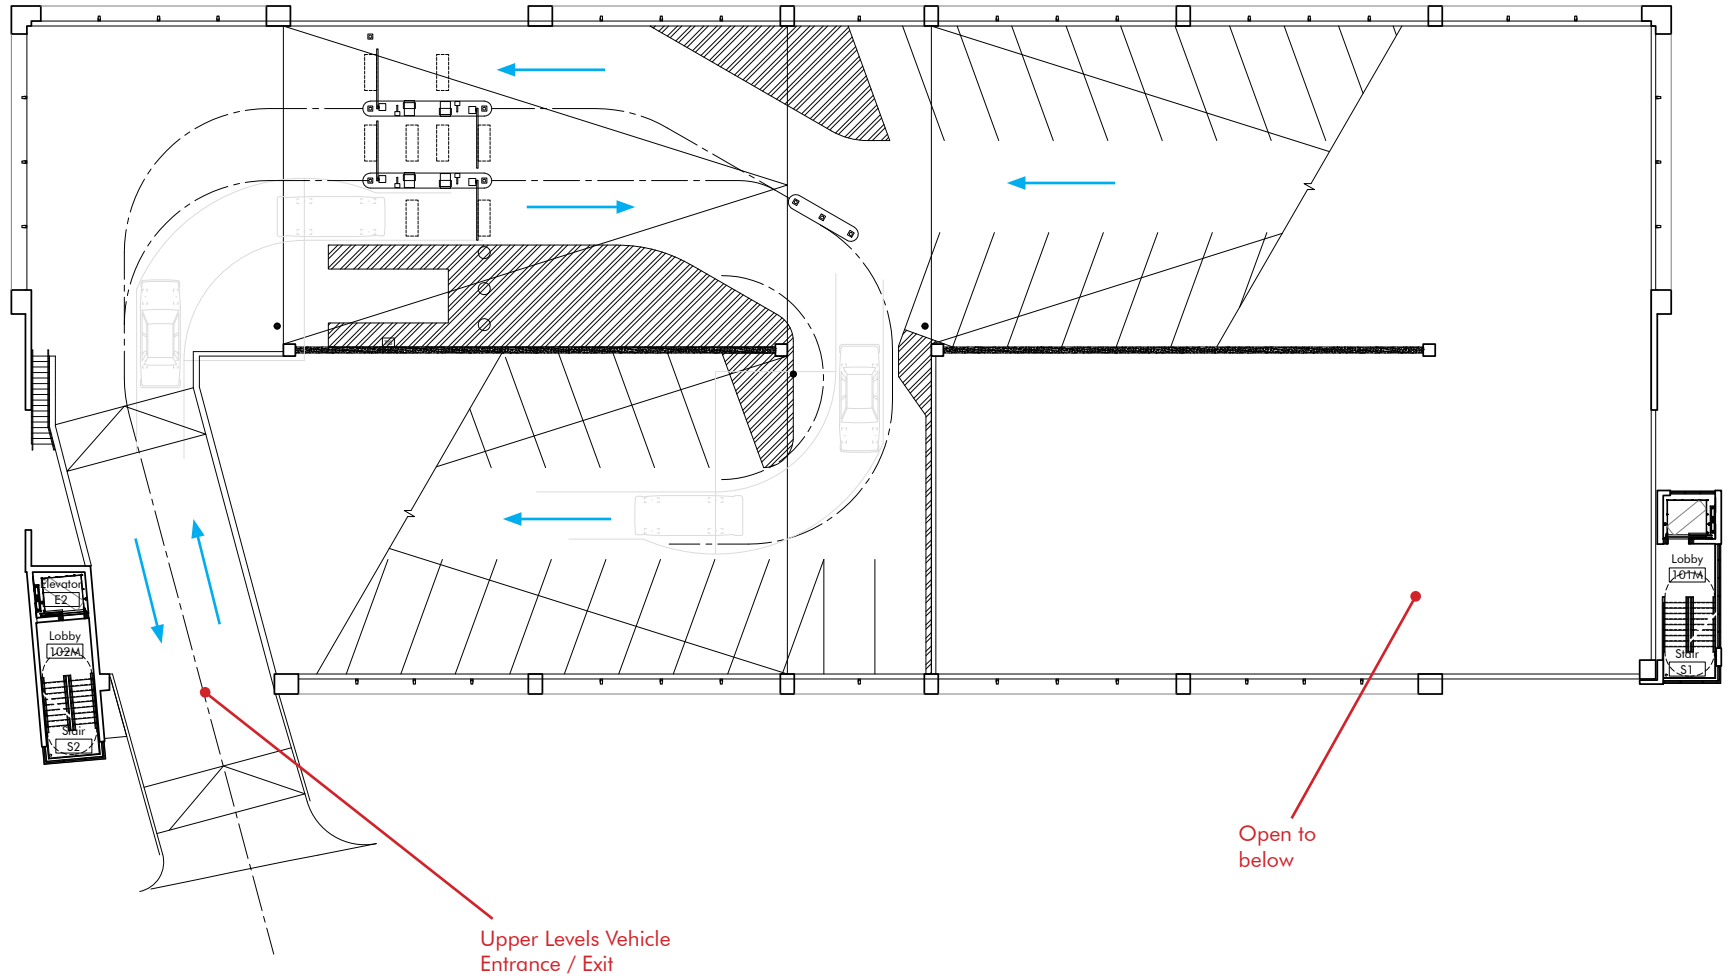 Elevator
E2
Lobby
102M
Stair
S2
Lobby
101M
Stair
S1
Open to
below
Upper Levels Vehicle
Entrance / Exit